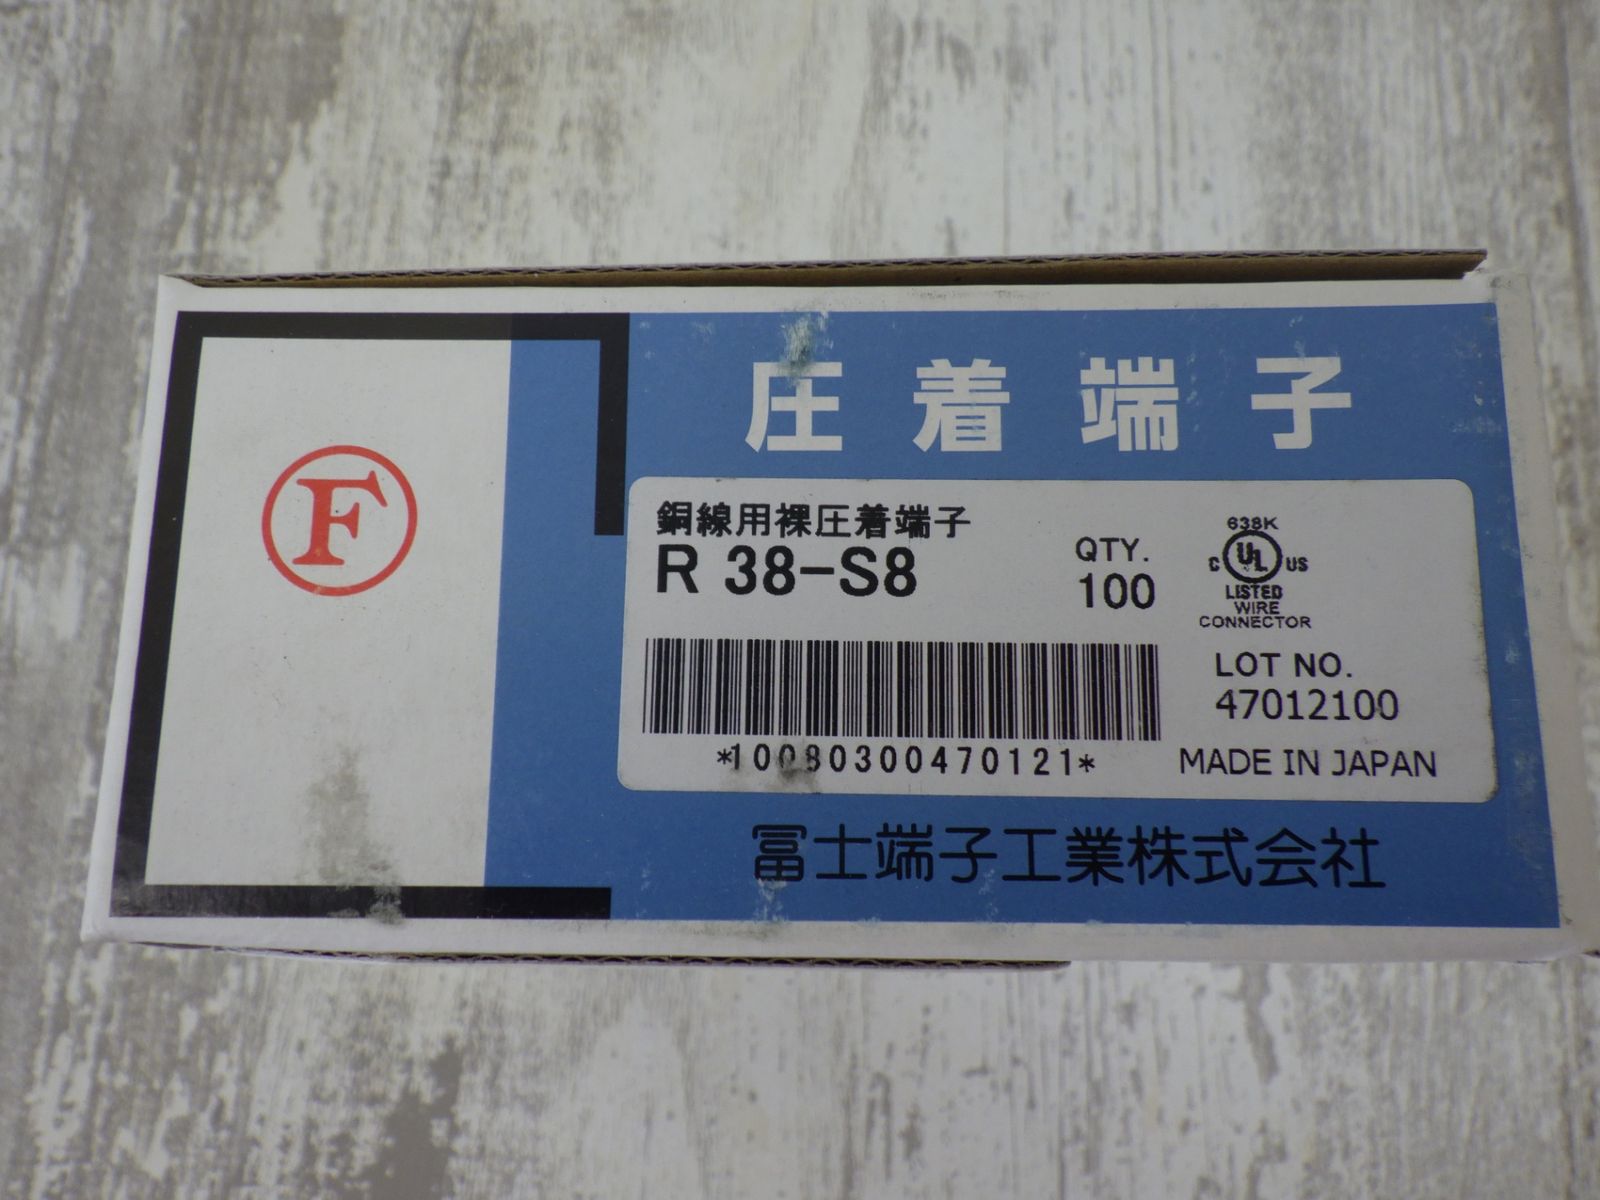 F
圧着端子
銅線用裸圧着端子
R 38-S8
QTY.
100
638K
C UL US
LISTED
WIRE
CONNECTOR
*10080300470121*
LOT NO.
47012100
MADE IN JAPAN
冨士端子工業株式会社